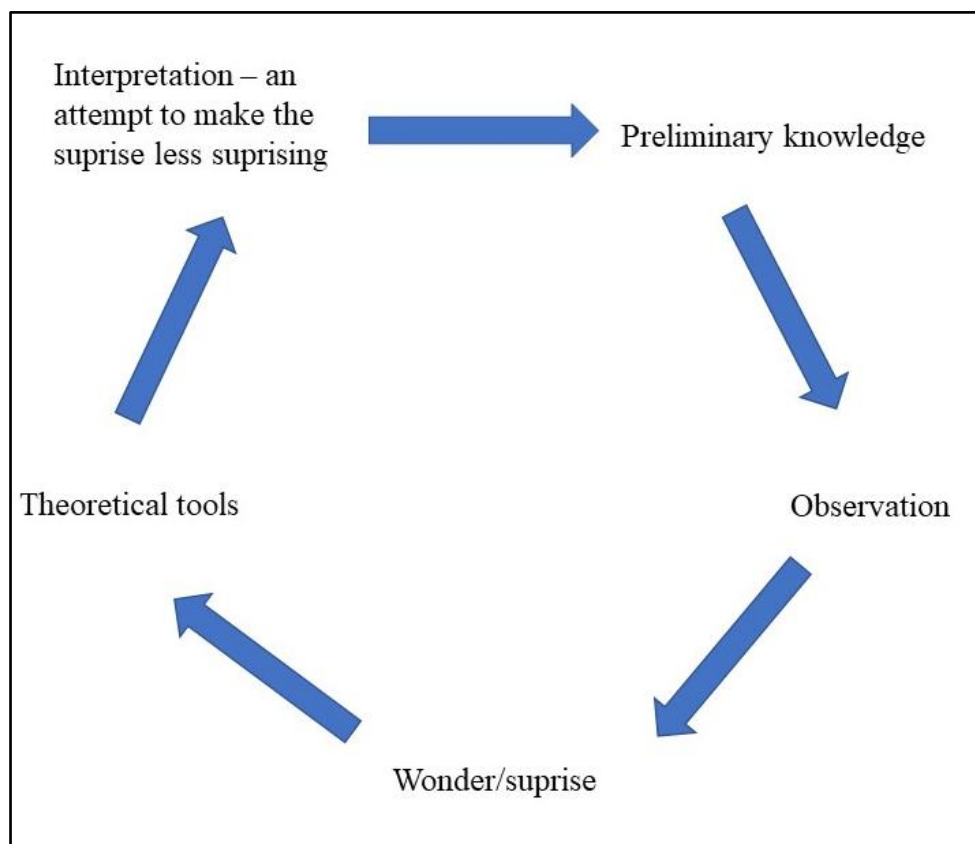 Interpretation – an
attempt to make the
suprise less suprising
Preliminary knowledge
Theoretical tools
Observation
Wonder/suprise